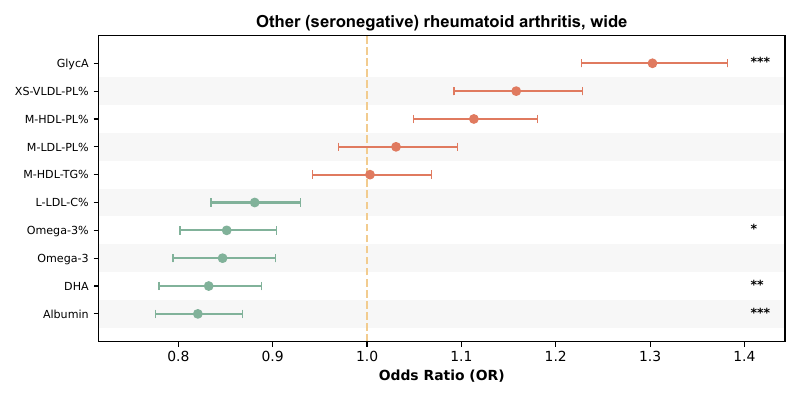 Other (seronegative) rheumatoid arthritis, wide
GlycA ***
XS-VLDL-PL%
M-HDL-PL%
M-LDL-PL%
M-HDL-TG%
L-LDL-C%
Omega-3% *
Omega-3
DHA **
Albumin ***
0.8 0.9 1.0 1.1 1.2 1.3 1.4
Odds Ratio (OR)